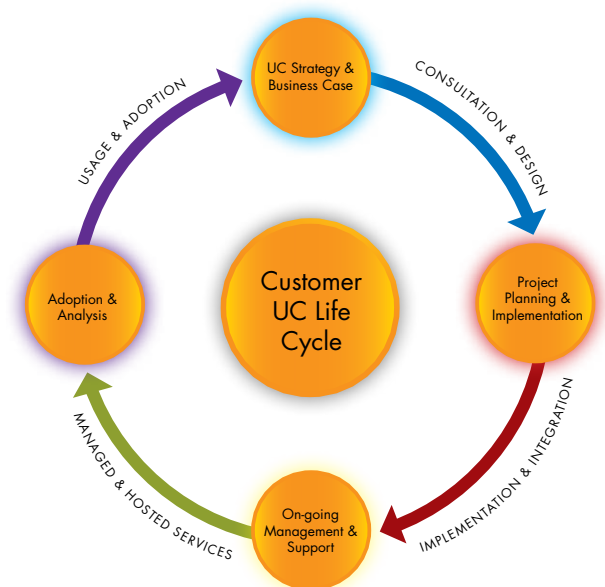 UC Strategy &
Business Case
CONSULTATION & DESIGN
Project
Planning &
Implementation
IMPLEMENTATION & INTEGRATION
On-going
Management &
Support
MANAGED & HOSTED SERVICES
Adoption &
Analysis
USAGE & ADOPTION
Customer
UC Life
Cycle